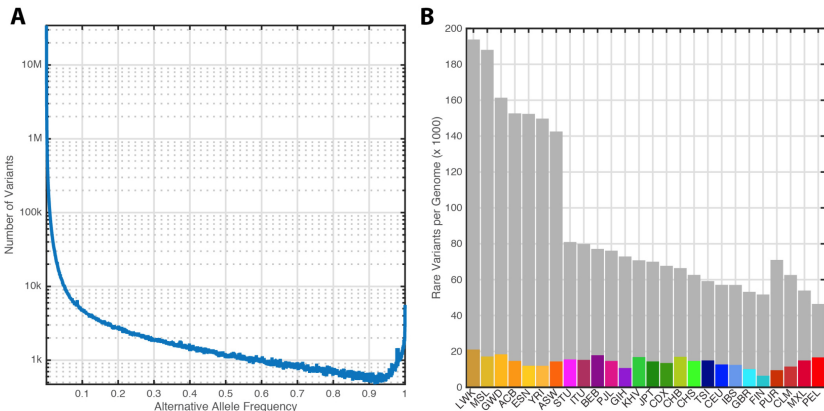 A
10M
1M
100k
10k
1k
Number of Variants
0.1 0.2 0.3 0.4 0.5 0.6 0.7 0.8 0.9 1
Alternative Allele Frequency
B
200
180
160
140
120
100
80
60
40
20
0
Rare Variants per Genome (x 1000)
LWK MSL GWD ACB ESN YRI ASW STU ITU BEB PJL GIH KHV JPT CDX CHB CHS TSI CEU IBS GBR FIN PUR CLM MXL PEL